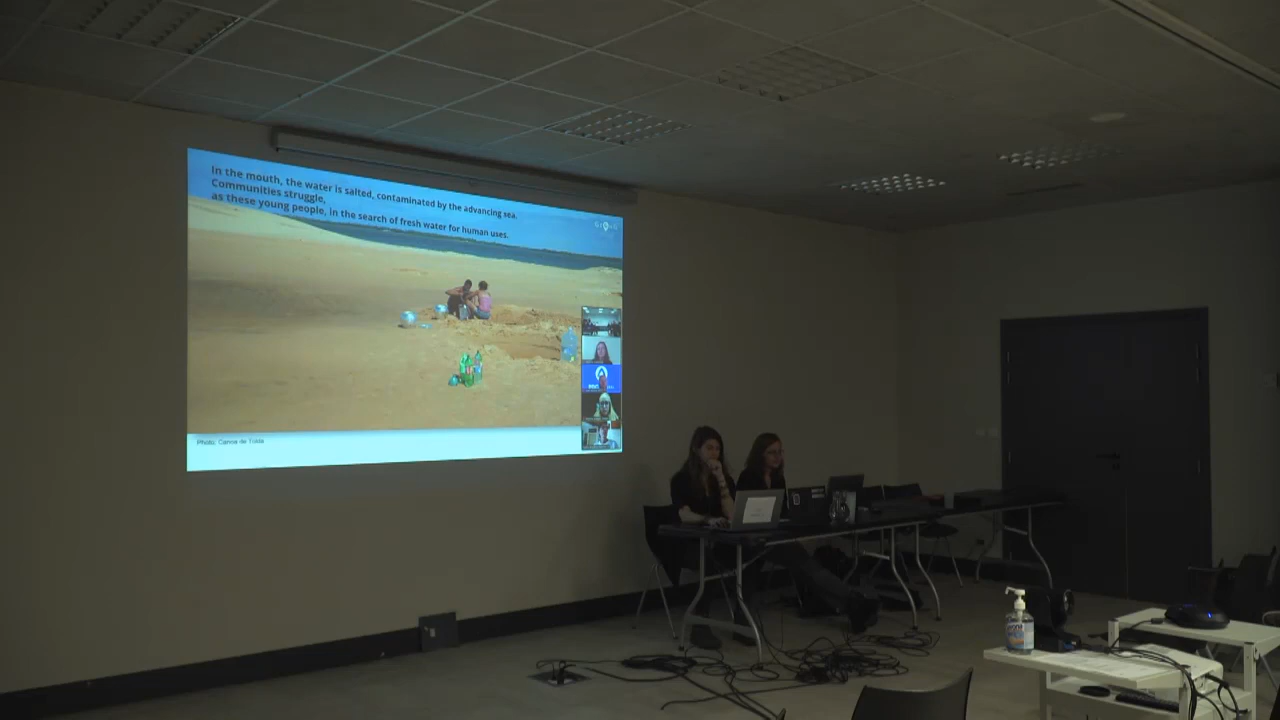 In the mouth, the water is salted, contaminated by the advancing sea.
Communities struggle,
as these young people, in the search of fresh water for human uses.
Photo: Canoa de Tolda